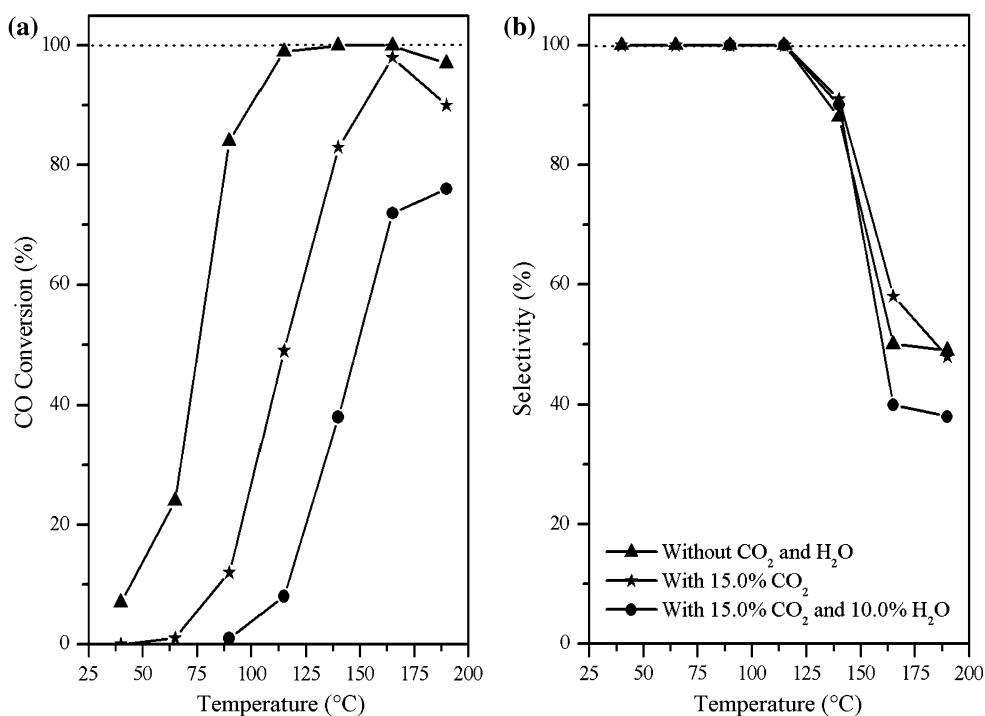 (a)
CO Conversion (%)
100
80
60
40
20
0
25 50 75 100 125 150 175 200
Temperature (°C)
(b)
Selectivity (%)
100
80
60
40
20
0
Without CO₂ and H₂O
With 15.0% CO₂
With 15.0% CO₂ and 10.0% H₂O
25 50 75 100 125 150 175 200
Temperature (°C)